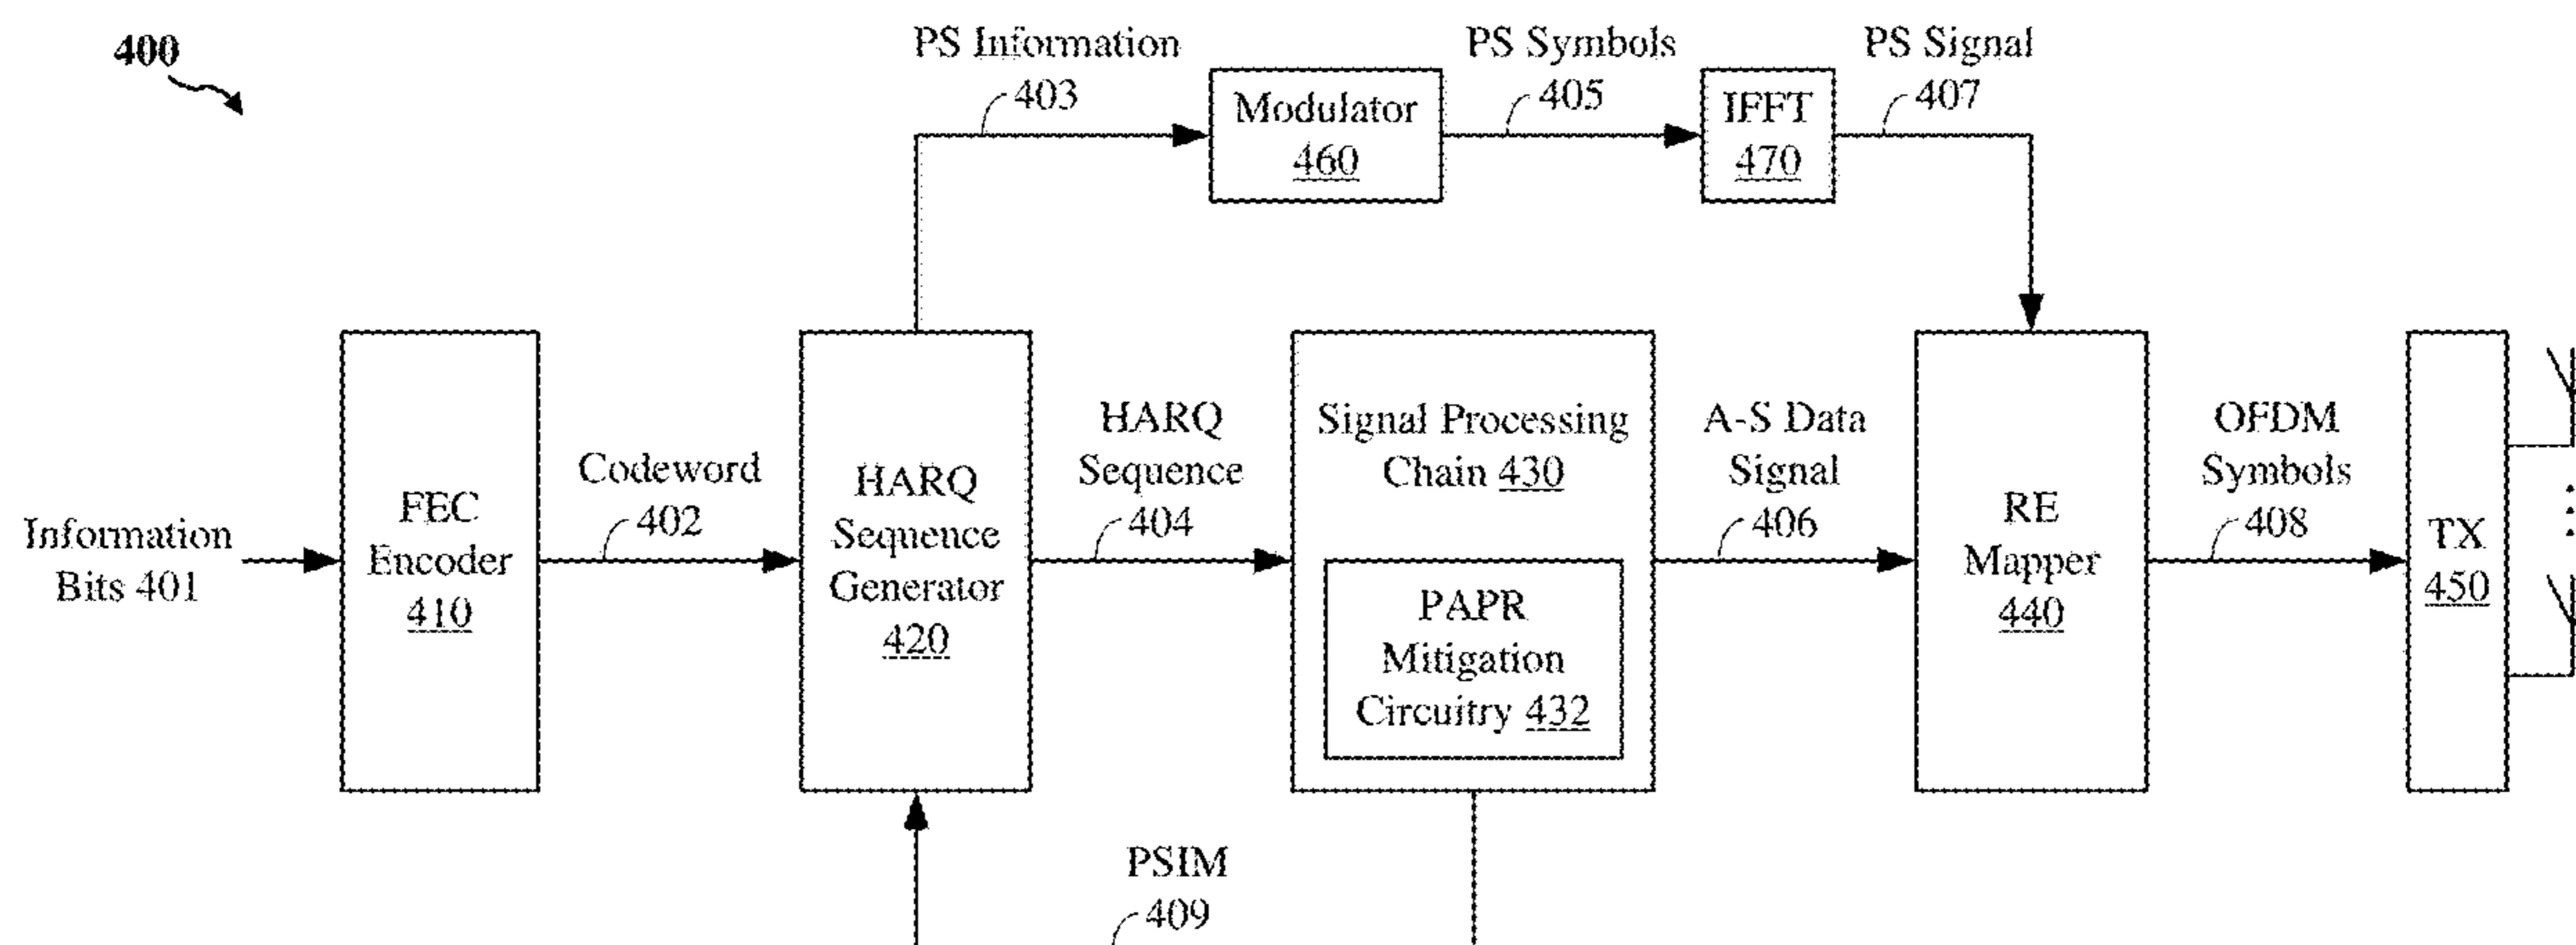 400
PS Information
403
Modulator
460
PS Symbols
405
IFFT
470
PS Signal
407
Information
Bits 401
FEC
Encoder
410
Codeword
402
HARQ
Sequence
Generator
420
HARQ
Sequence
404
Signal Processing
Chain 430
PAPR
Mitigation
Circuitry 432
A-S Data
Signal
406
RE
Mapper
440
OFDM
Symbols
408
TX
450
PSIM
409